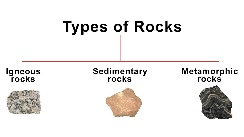 Types of Rocks
Igneous
rocks
Sedimentary
rocks
Metamorphic
rocks